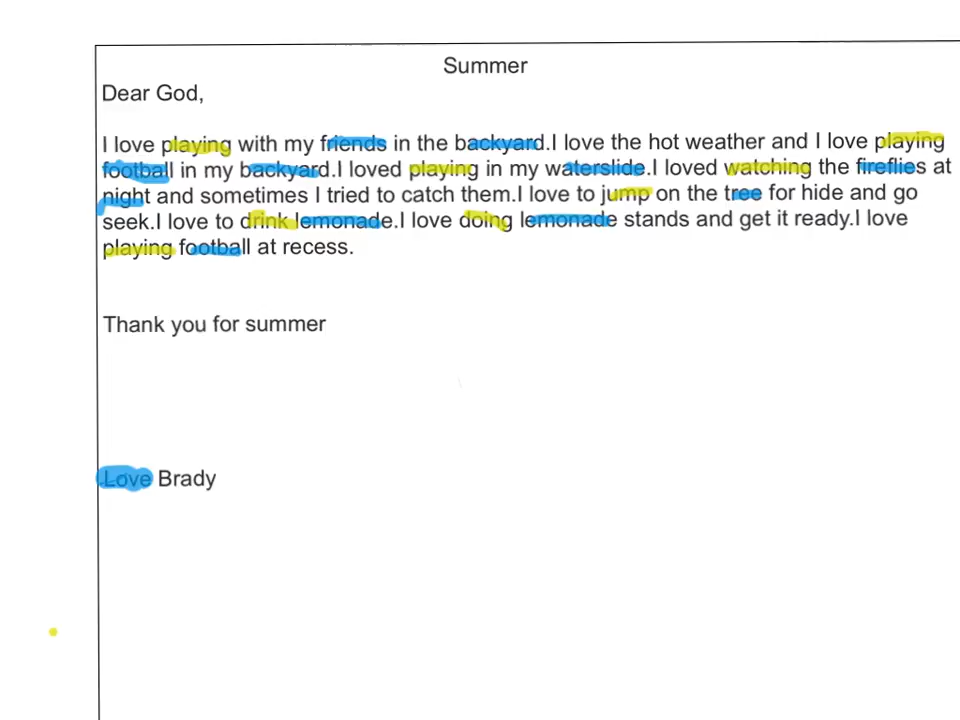 Summer
Dear God,
I love playing with my friends in the backyard.I love the hot weather and I love playing
football in my backyard.I loved playing in my waterslide.I loved watching the fireflies at
night and sometimes I tried to catch them.I love to jump on the tree for hide and go
seek.I love to drink lemonade.I love doing lemonade stands and get it ready.I love
playing football at recess.
Thank you for summer
Love Brady